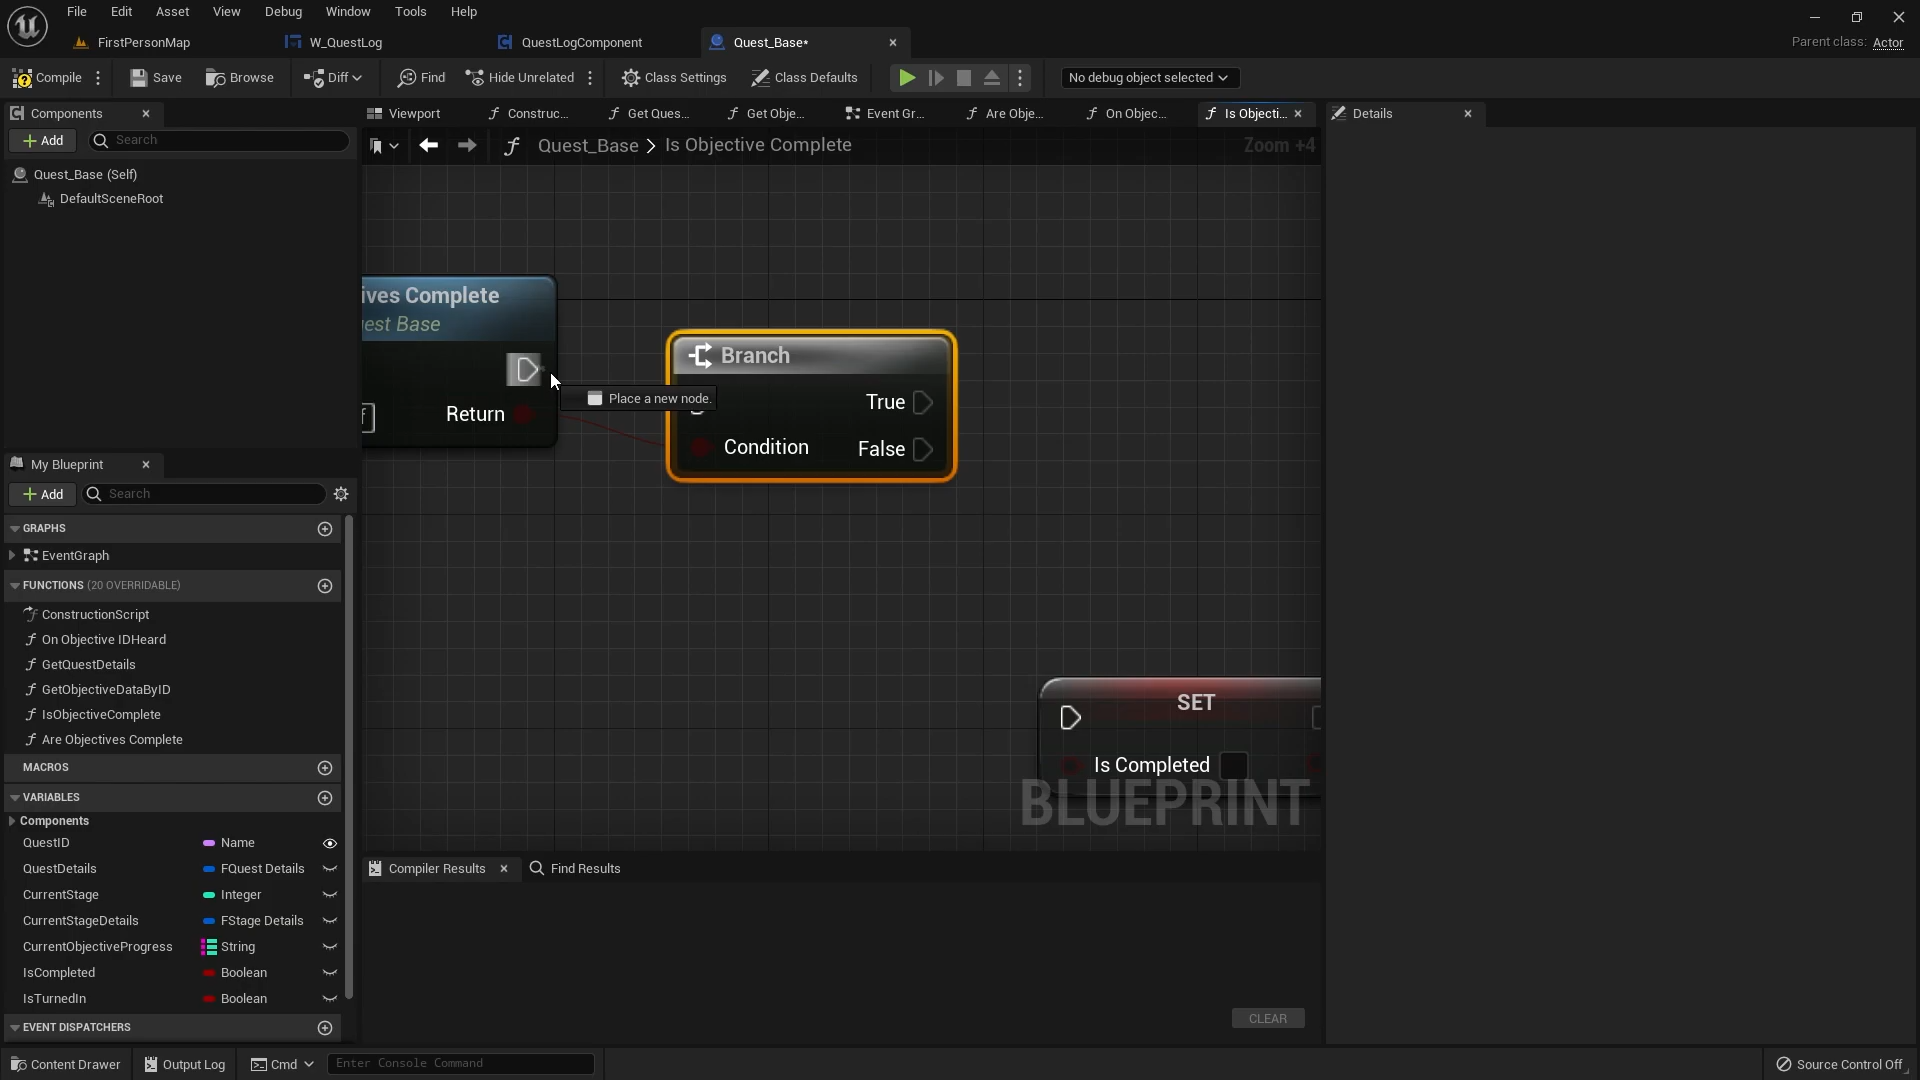 File Edit Asset View Debug Window Tools Help
FirstPersonMap W_QuestLog QuestLogComponent Quest_Base* Parent class: Actor
Compile Save Browse Diff Find Hide Unrelated Class Settings Class Defaults No debug object selected
Components Viewport Construc... Get Ques... Get Obje... Event Gr... Are Obje... On Objec... Is Objecti... Details
Add Search
Quest_Base > Is Objective Complete Zoom +4
Quest_Base (Self)
DefaultSceneRoot
ives Complete
est Base
Return
Place a new node.
Branch
True
Condition False
SET
Is Completed
BLUEPRINT
My Blueprint
Add Search
GRAPHS
EventGraph
FUNCTIONS (20 OVERRIDABLE)
ConstructionScript
On Objective IDHeard
GetQuestDetails
GetObjectiveDataByID
IsObjectiveComplete
Are Objectives Complete
MACROS
VARIABLES
Components
QuestID Name
QuestDetails FQuest Details
CurrentStage Integer
CurrentStageDetails FStage Details
CurrentObjectiveProgress String
IsCompleted Boolean
IsTurnedIn Boolean
EVENT DISPATCHERS
Compiler Results Find Results
CLEAR
Content Drawer Output Log Cmd Enter Console Command Source Control Off